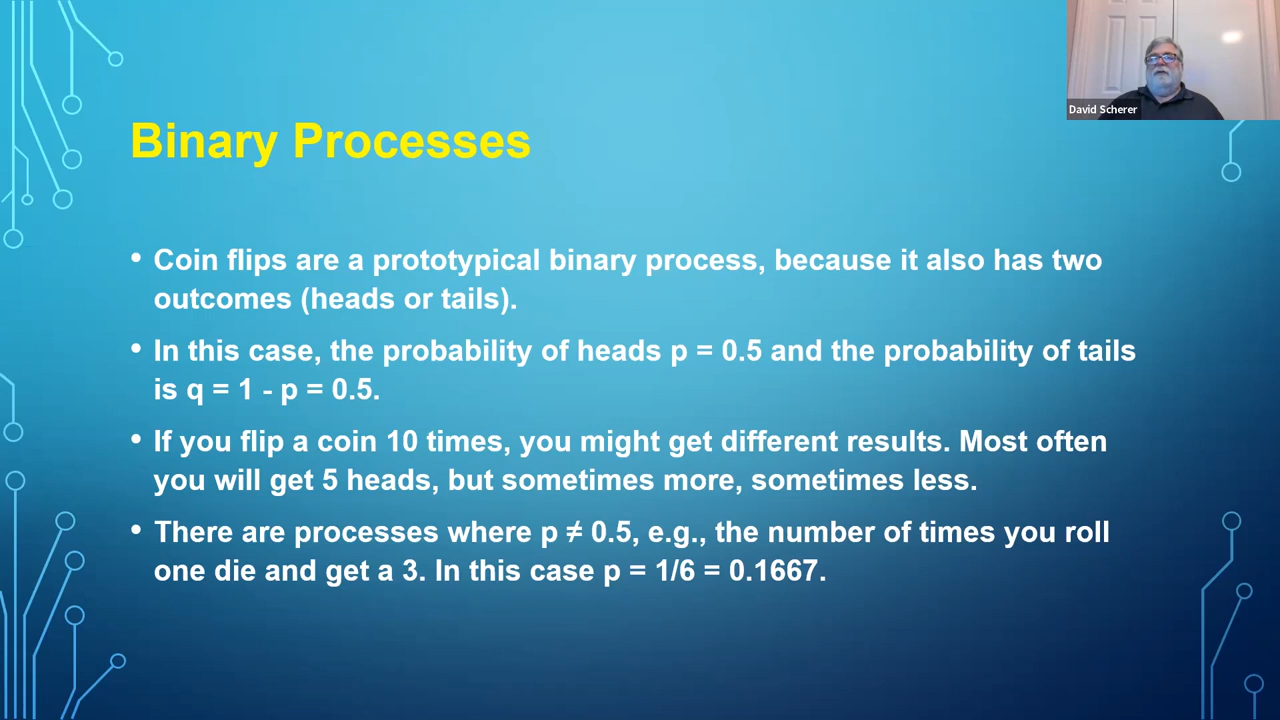 David Scherer
Binary Processes
• Coin flips are a prototypical binary process, because it also has two
outcomes (heads or tails).
• In this case, the probability of heads p = 0.5 and the probability of tails
is q = 1 - p = 0.5.
• If you flip a coin 10 times, you might get different results. Most often
you will get 5 heads, but sometimes more, sometimes less.
• There are processes where p ≠ 0.5, e.g., the number of times you roll
one die and get a 3. In this case p = 1/6 = 0.1667.